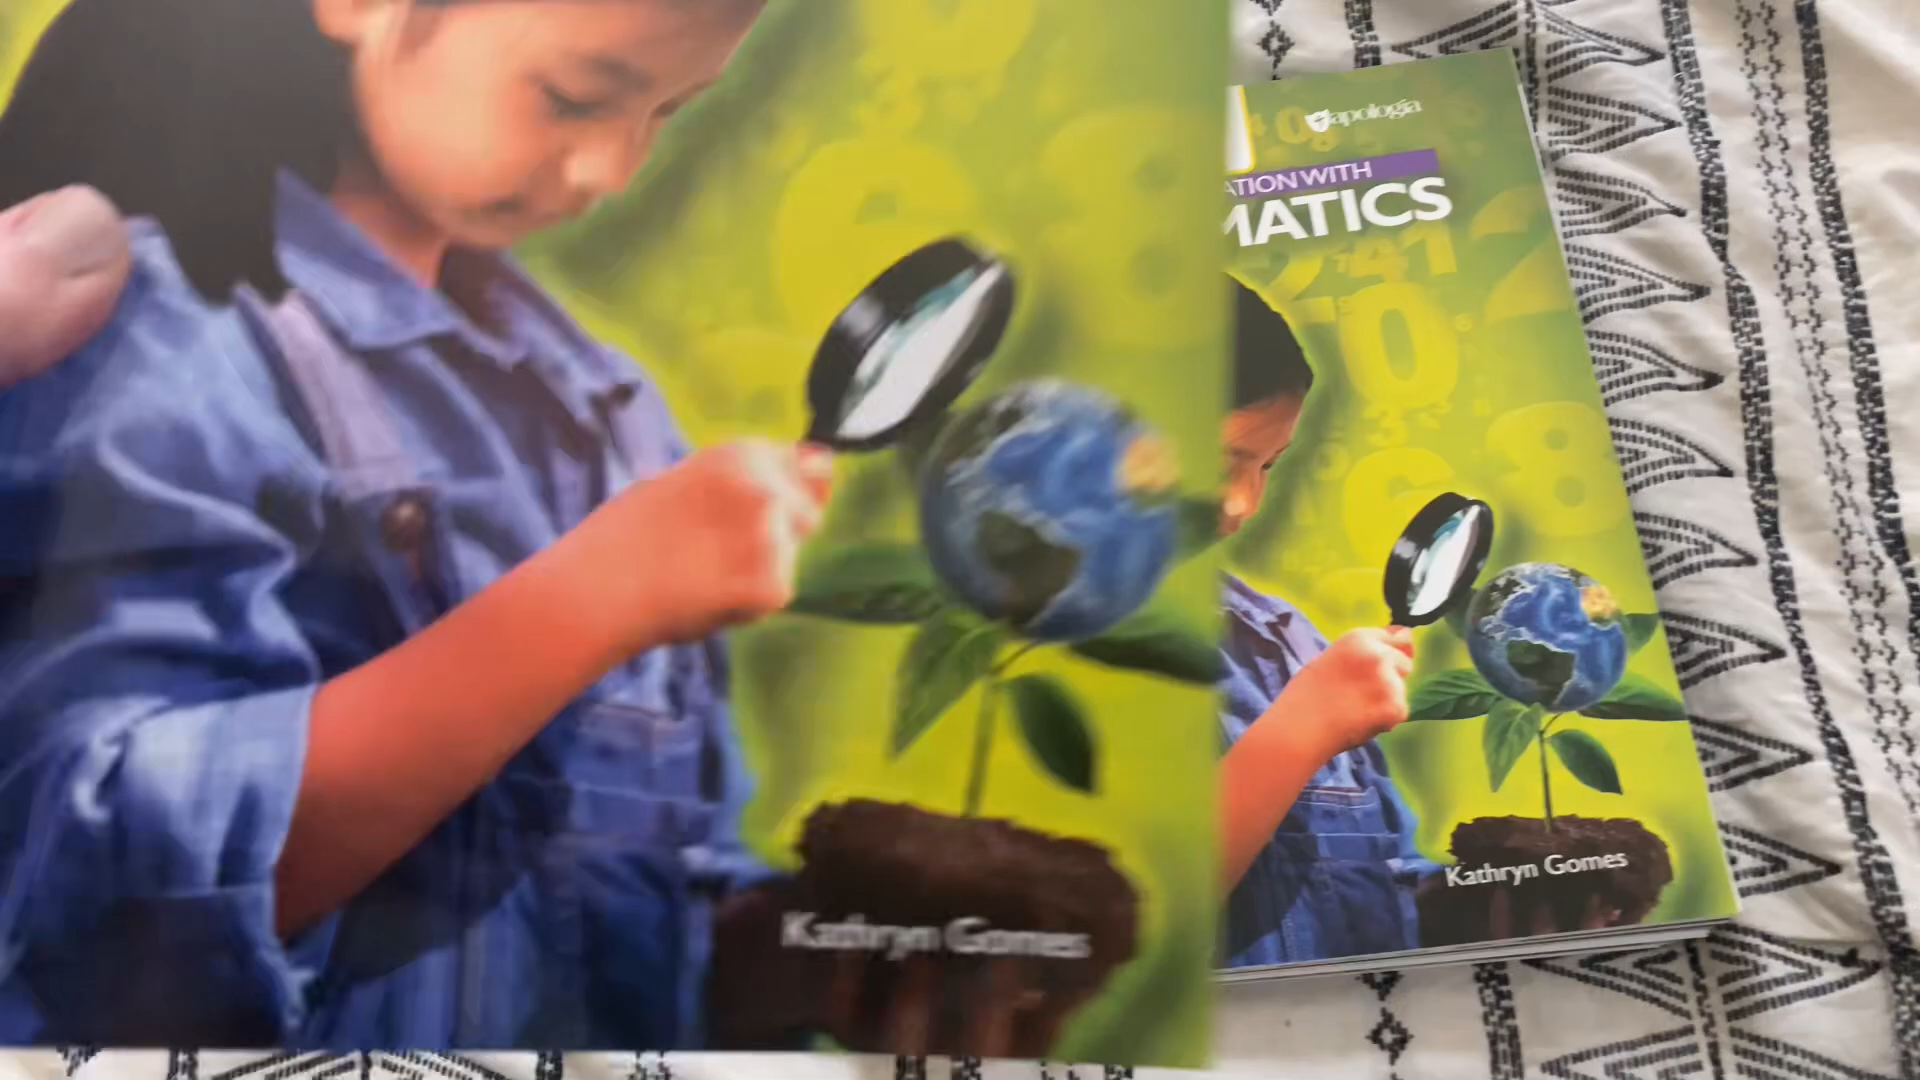 apologia
ATION WITH
MATICS
Kathryn Gomes
Kathryn Gomes